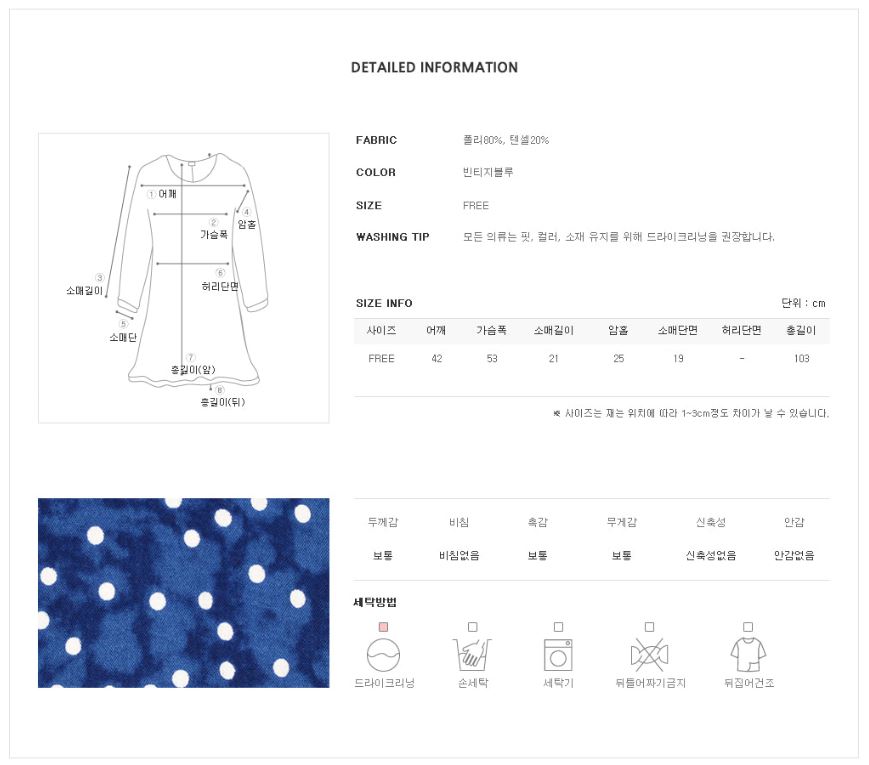 DETAILED INFORMATION
① 어깨
② 가슴폭
④ 암홀
③ 소매길이
⑥ 허리단면
⑤ 소매단
⑦ 총길이(앞)
⑧ 총길이(뒤)
FABRIC 폴리80%, 텐셀20%
COLOR 빈티지블루
SIZE FREE
WASHING TIP 모든 의류는 핏, 컬러, 소재 유지를 위해 드라이크리닝을 권장합니다.
SIZE INFO 단위 : cm
사이즈 어깨 가슴폭 소매길이 암홀 소매단면 허리단면 총길이
FREE 42 53 21 25 19 - 103
※ 사이즈는 재는 위치에 따라 1~3cm정도 차이가 날 수 있습니다.
두께감 비침 촉감 무게감 신축성 안감
보통 비침없음 보통 보통 신축성없음 안감없음
세탁방법
드라이크리닝 손세탁 세탁기 뒤틀어짜기금지 뒤집어건조